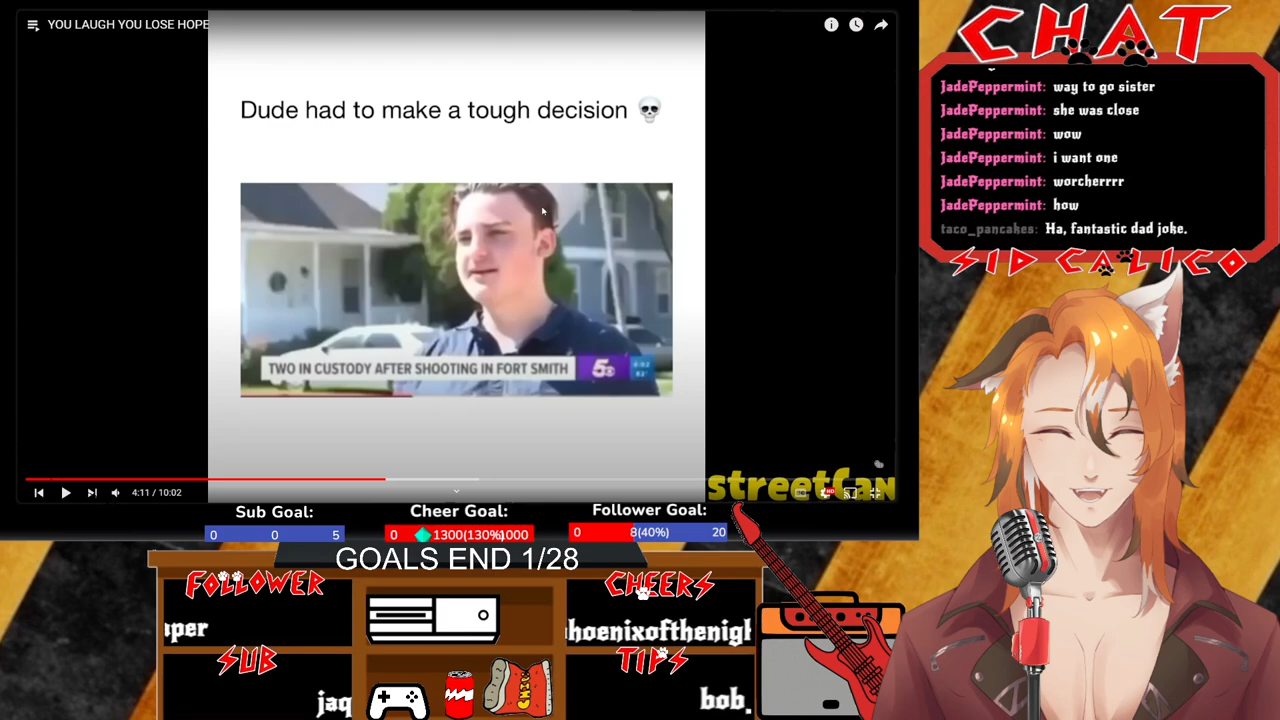 YOU LAUGH YOU LOSE HOPE
Dude had to make a tough decision 💀
TWO IN CUSTODY AFTER SHOOTING IN FORT SMITH
5
4:11 / 10:02
HD
streetCan
CHAT
JadePeppermint: way to go sister
JadePeppermint: she was close
JadePeppermint: wow
JadePeppermint: i want one
JadePeppermint: worcherrrr
JadePeppermint: how
taco_pancakes: Ha, fantastic dad joke.
SID CALICO
Sub Goal:
0 0 5
Cheer Goal:
0 1300(130%) 1000
Follower Goal:
0 8(40%) 20
GOALS END 1/28
FOLLOWER
aper
CHEERS
hoenixofthenigh
SUB
jaq
TIPS
bob.